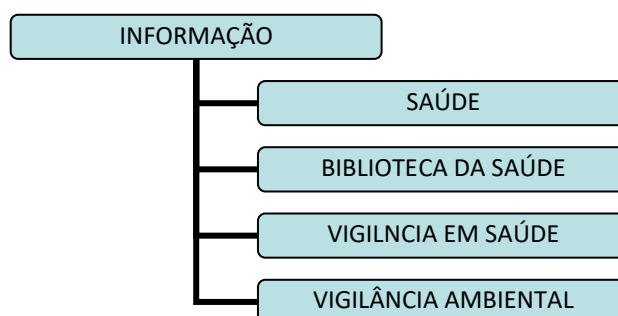 INFORMAÇÃO
SAÚDE
BIBLIOTECA DA SAÚDE
VIGILNCIA EM SAÚDE
VIGILÂNCIA AMBIENTAL